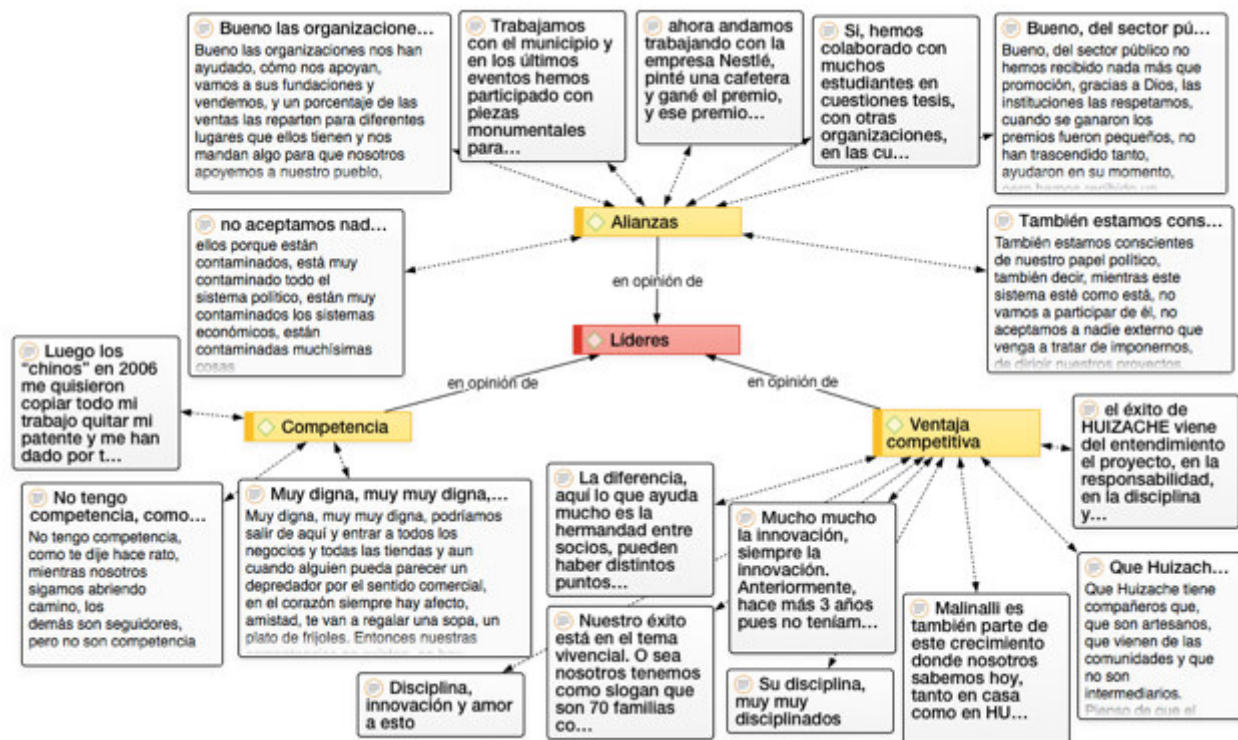 Bueno las organizacione…
Bueno las organizaciones nos han
ayudado, cómo nos apoyan,
vamos a sus fundaciones y
vendemos, y un porcentaje de las
ventas las reparten para diferentes
lugares que ellos tienen y nos
mandan algo para que nosotros
apoyemos a nuestro pueblo,
Trabajamos
con el municipio y
en los últimos
eventos hemos
participado con
piezas
monumentales
para…
ahora andamos
trabajando con la
empresa Nestlé,
pinté una cafetera
y gané el premio,
y ese premio…
Si, hemos
colaborado con
muchos
estudiantes en
cuestiones tesis,
con otras
organizaciones,
en las cu…
Bueno, del sector pú…
Bueno, del sector público no
hemos recibido nada más que
promoción, gracias a Dios, las
instituciones las respetamos,
cuando se ganaron los
premios fueron pequeños, no
han trascendido tanto,
ayudaron en su momento,
pero hemos recibido un
Alianzas
no aceptamos nad…
ellos porque están
contaminados, está muy
contaminado todo el
sistema político, están muy
contaminados los sistemas
económicos, están
contaminadas muchísimas
cosas
También estamos cons…
También estamos conscientes
de nuestro papel político,
también decir, mientras este
sistema esté como está, no
vamos a participar de él, no
aceptamos a nadie externo que
venga a tratar de imponernos,
de dirigir nuestros proyectos,
en opinión de
Líderes
en opinión de
en opinión de
Luego los
“chinos” en 2006
me quisieron
copiar todo mi
trabajo quitar mi
patente y me han
dado por t…
Competencia
Ventaja
competitiva
el éxito de
HUIZACHE viene
del entendimiento
el proyecto, en la
responsabilidad,
en la disciplina
y…
No tengo
competencia, como…
No tengo competencia,
como te dije hace rato,
mientras nosotros
sigamos abriendo
camino, los
demás son seguidores,
pero no son competencia
Muy digna, muy muy digna,…
Muy digna, muy muy digna, podríamos
salir de aquí y entrar a todos los
negocios y todas las tiendas y aun
cuando alguien pueda parecer un
depredador por el sentido comercial,
en el corazón siempre hay afecto,
amistad, te van a regalar una sopa, un
plato de frijoles. Entonces nuestras
La diferencia,
aquí lo que ayuda
mucho es la
hermandad entre
socios, pueden
haber distintos
puntos…
Mucho mucho
la innovación,
siempre la
innovación.
Anteriormente,
hace más 3 años
pues no teníam…
Nuestro éxito
está en el tema
vivencial. O sea
nosotros tenemos
como slogan que
son 70 familias
co…
Malinalli es
también parte de
este crecimiento
donde nosotros
sabemos hoy,
tanto en casa
como en HU…
Que Huizach…
Que Huizache tiene
compañeros que,
que son artesanos,
que vienen de las
comunidades y que
no son
intermediarios.
Pienso de que el
Disciplina,
innovación y amor
a esto
Su disciplina,
muy muy
disciplinados